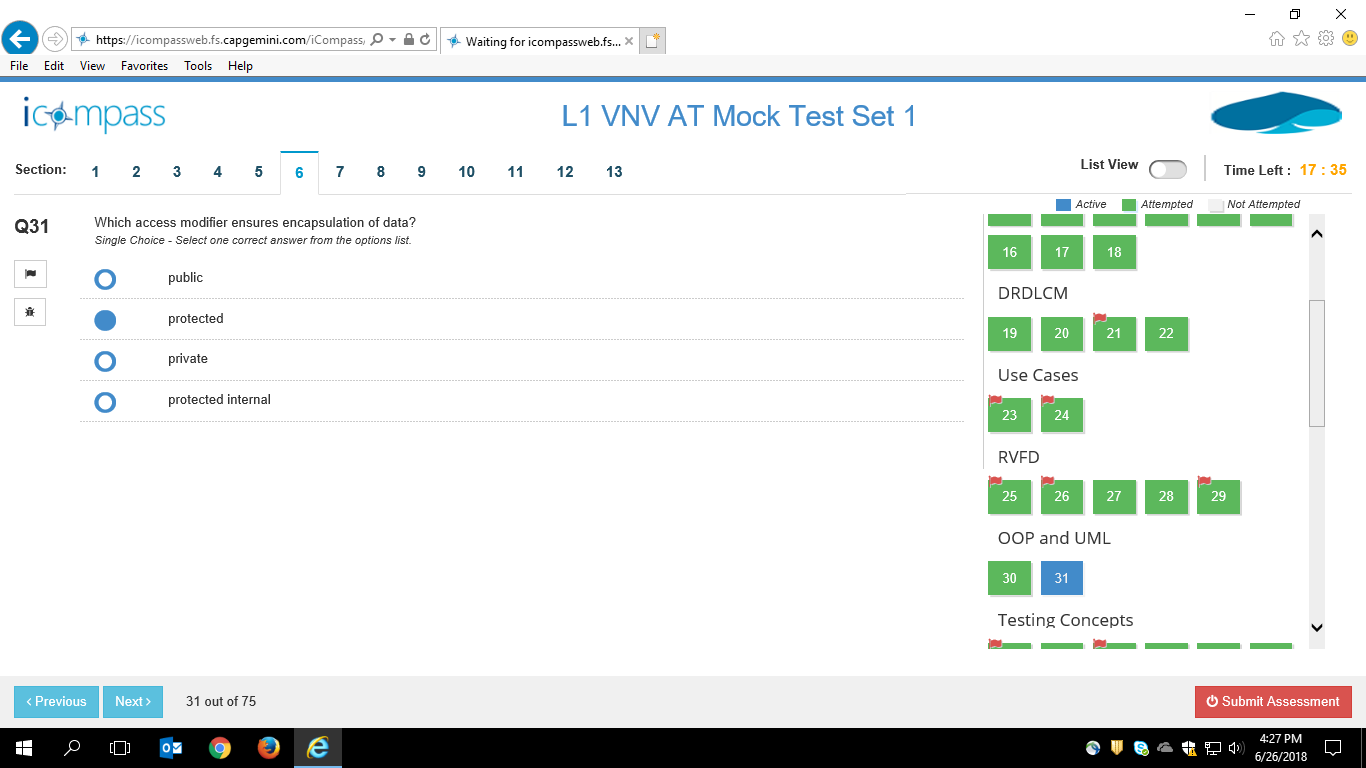 https://icompassweb.fs.capgemini.com/iCompass/
Waiting for icompassweb.fs...
File Edit View Favorites Tools Help
icompass
L1 VNV AT Mock Test Set 1
Section: 1 2 3 4 5 6 7 8 9 10 11 12 13
List View
Time Left : 17 : 35
Active Attempted Not Attempted
Q31
Which access modifier ensures encapsulation of data?
Single Choice - Select one correct answer from the options list.
public
protected
private
protected internal
16 17 18
DRDLCM
19 20 21 22
Use Cases
23 24
RVFD
25 26 27 28 29
OOP and UML
30 31
Testing Concepts
‹ Previous Next › 31 out of 75
Submit Assessment
4:27 PM
6/26/2018